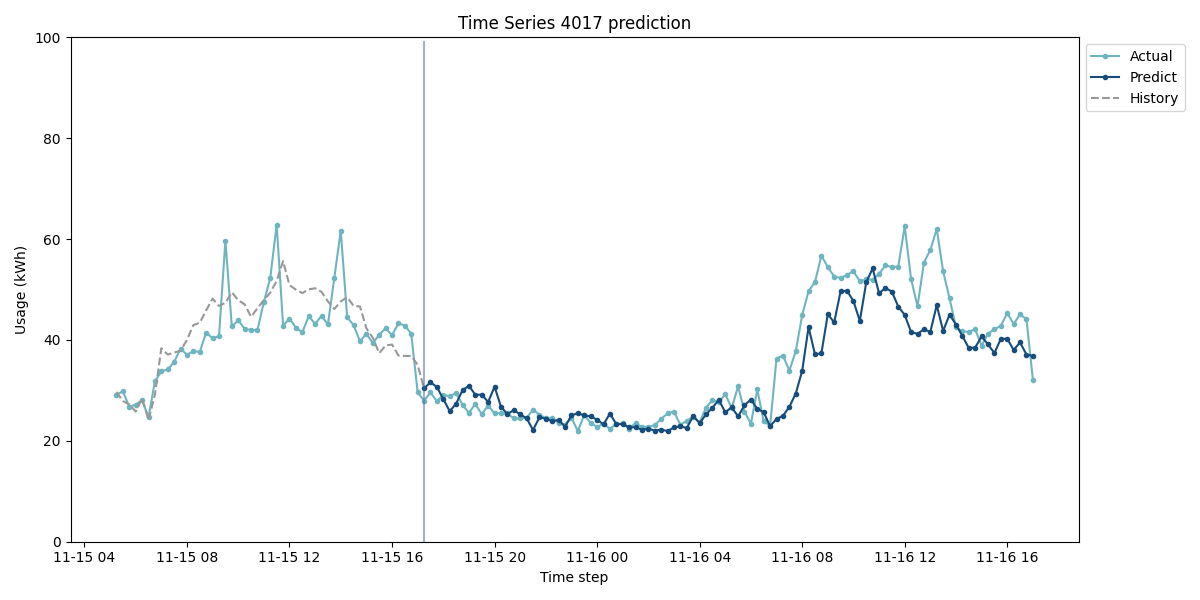 Time Series 4017 prediction
Usage (kWh)
100
80
60
40
20
0
11-15 04
11-15 08
11-15 12
11-15 16
11-15 20
11-16 00
11-16 04
11-16 08
11-16 12
11-16 16
Time step
Actual
Predict
History